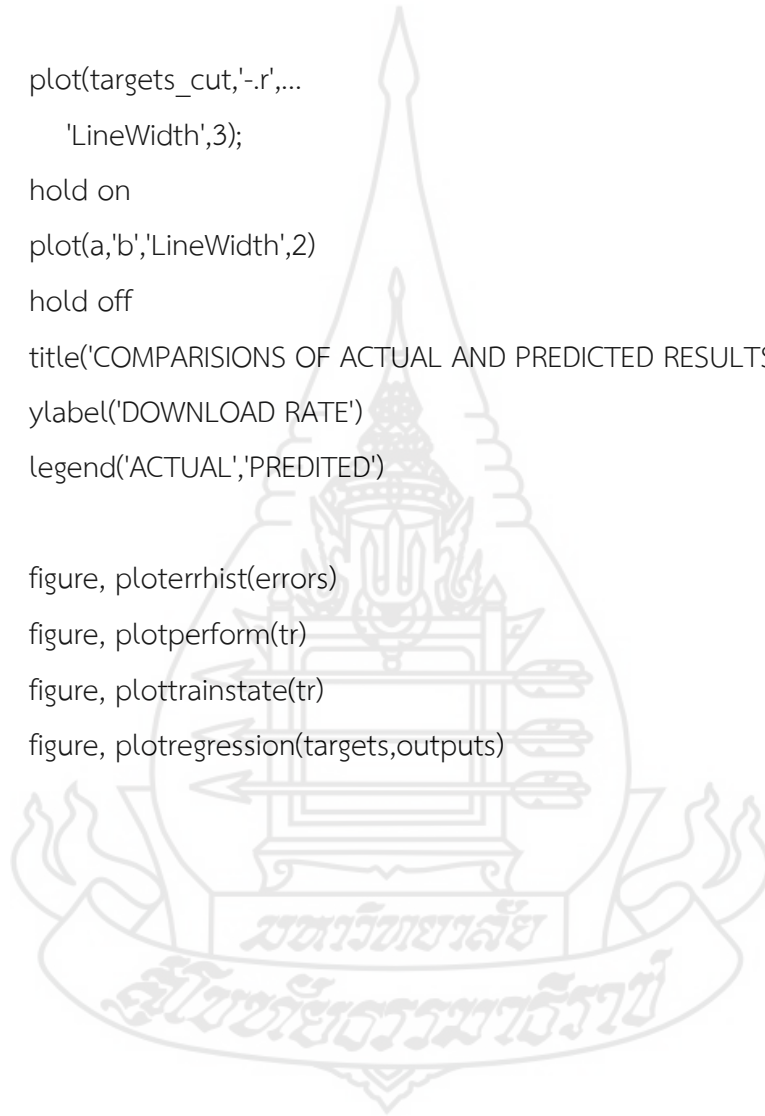 plot(targets_cut,'-.r',...
'LineWidth',3);
hold on
plot(a,'b','LineWidth',2)
hold off
title('COMPARISIONS OF ACTUAL AND PREDICTED RESULTS
ylabel('DOWNLOAD RATE')
legend('ACTUAL','PREDITED')
figure, ploterrhist(errors)
figure, plotperform(tr)
figure, plottrainstate(tr)
figure, plotregression(targets,outputs)
มหาวิทยาลัย
สุโขทัยธรรมาธิราช